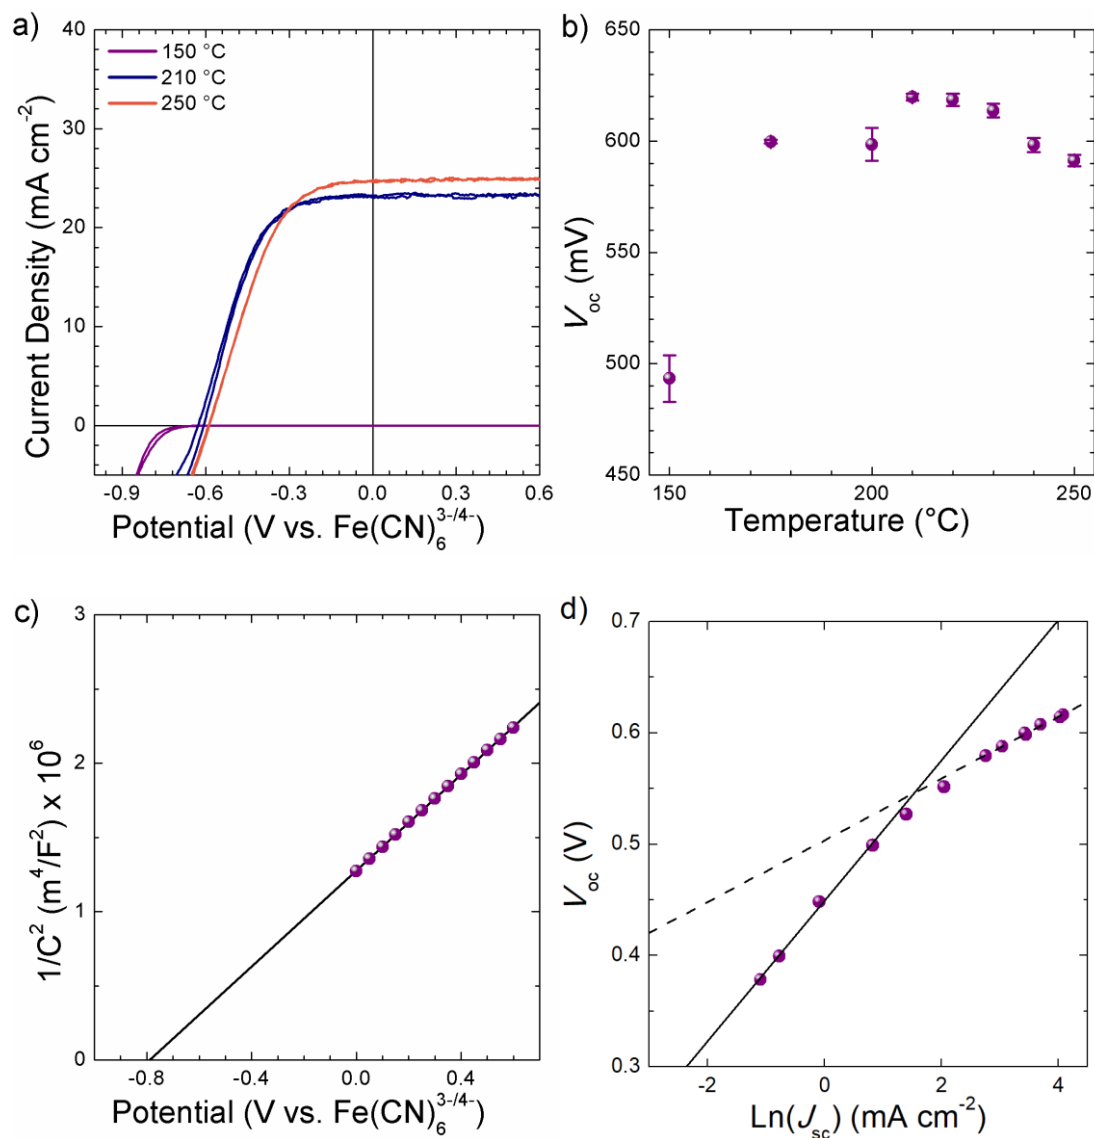 a)
40
30
20
10
0
Current Density (mA cm⁻²)
150 °C
210 °C
250 °C
-0.9 -0.6 -0.3 0.0 0.3 0.6
Potential (V vs. Fe(CN)₆³⁻/⁴⁻)
b)
650
600
550
500
450
V_oc (mV)
150 200 250
Temperature (°C)
c)
3
2
1
0
1/C² (m⁴/F²) x 10⁶
-0.8 -0.4 0.0 0.4
Potential (V vs. Fe(CN)₆³⁻/⁴⁻)
d)
0.7
0.6
0.5
0.4
0.3
V_oc (V)
-2 0 2 4
Ln(J_sc) (mA cm⁻²)